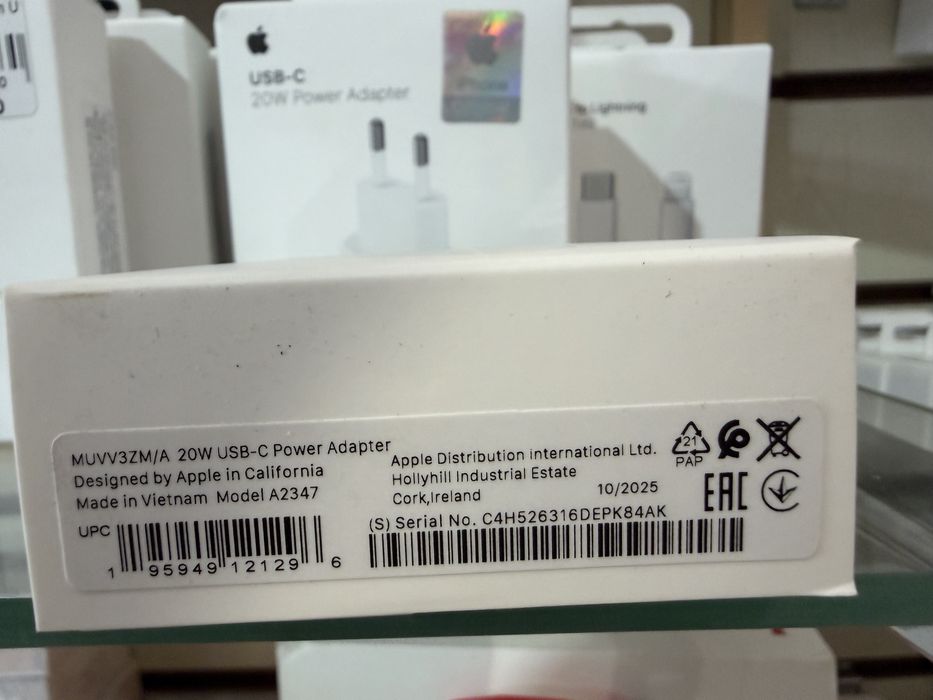 USB-C
20W Power Adapter
Lightning
MUVV3ZM/A 20W USB-C Power Adapter
Designed by Apple in California
Made in Vietnam Model A2347
Apple Distribution international Ltd.
Hollyhill Industrial Estate
Cork,Ireland 10/2025
21
PAP
EAC
UPC
1 95949 12129 6
(S) Serial No. C4H526316DEPK84AK